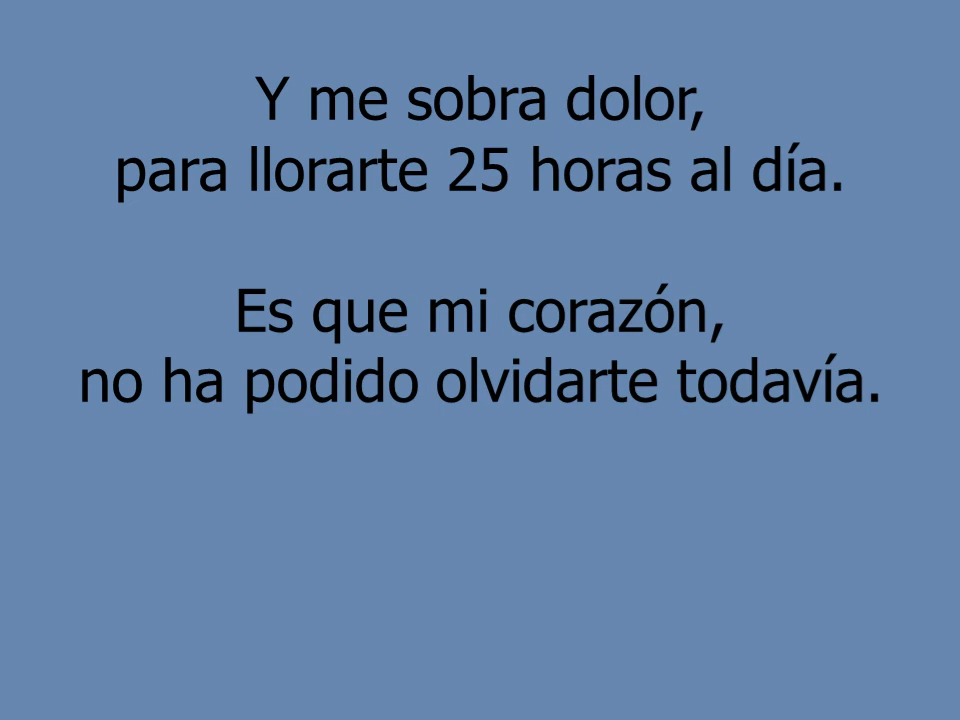 Y me sobra dolor,
para llorarte 25 horas al día.
Es que mi corazón,
no ha podido olvidarte todavía.